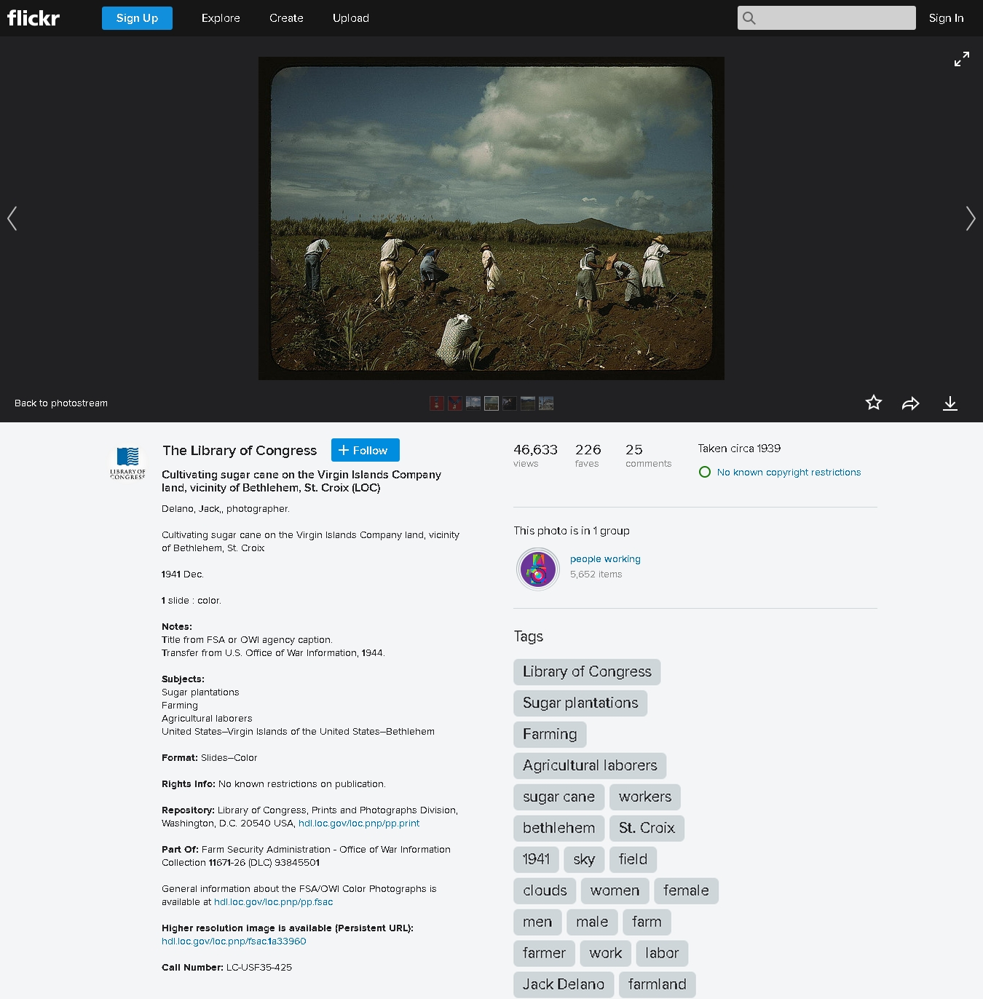 flickr
Sign Up
Explore
Create
Upload
Sign In
Back to photostream
LIBRARY OF
CONGRESS
The Library of Congress
Follow
Cultivating sugar cane on the Virgin Islands Company
land, vicinity of Bethlehem, St. Croix (LOC)
Delano, Jack,, photographer.
Cultivating sugar cane on the Virgin Islands Company land, vicinity
of Bethlehem, St. Croix
1941 Dec.
1 slide : color.
Notes:
Title from FSA or OWI agency caption.
Transfer from U.S. Office of War Information, 1944.
Subjects:
Sugar plantations
Farming
Agricultural laborers
United States--Virgin Islands of the United States--Bethlehem
Format: Slides--Color
Rights Info: No known restrictions on publication.
Repository: Library of Congress, Prints and Photographs Division,
Washington, D.C. 20540 USA, hdl.loc.gov/loc.pnp/pp.print
Part Of: Farm Security Administration - Office of War Information
Collection 11671-26 (DLC) 93845501
General information about the FSA/OWI Color Photographs is
available at hdl.loc.gov/loc.pnp/pp.fsac
Higher resolution image is available (Persistent URL):
hdl.loc.gov/loc.pnp/fsac.1a33960
Call Number: LC-USF35-425
46,633
views
226
faves
25
comments
Taken circa 1939
No known copyright restrictions
This photo is in 1 group
people working
5,652 items
Tags
Library of Congress
Sugar plantations
Farming
Agricultural laborers
sugar cane workers
bethlehem St. Croix
1941 sky field
clouds women female
men male farm
farmer work labor
Jack Delano farmland